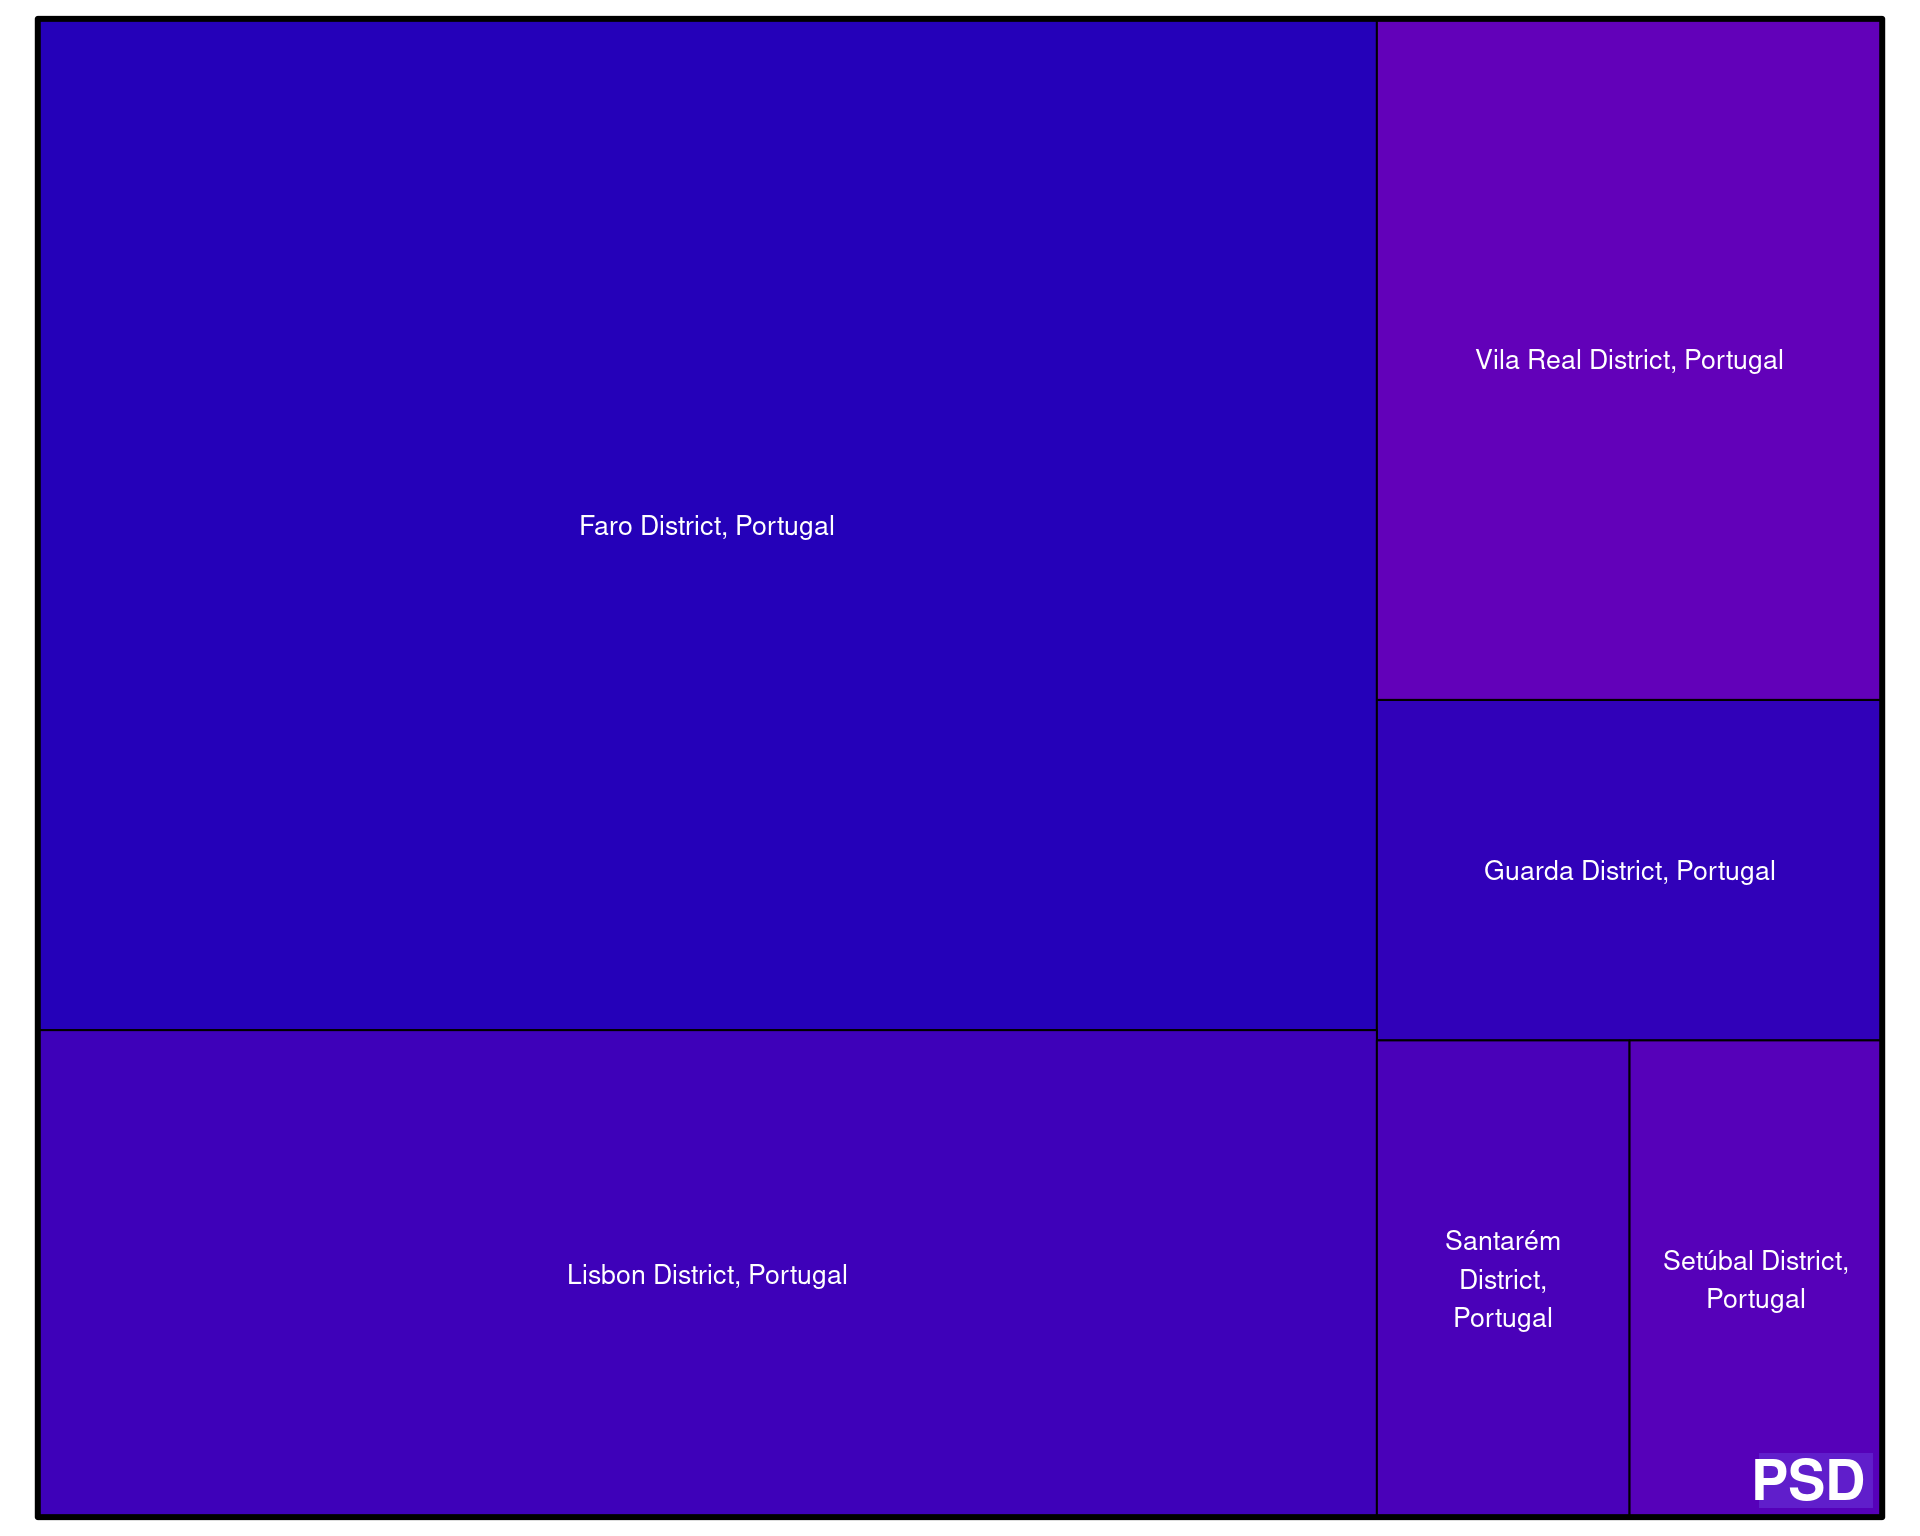 Faro District, Portugal
Lisbon District, Portugal
Vila Real District, Portugal
Guarda District, Portugal
Santarém
District,
Portugal
Setúbal District,
Portugal
PSD